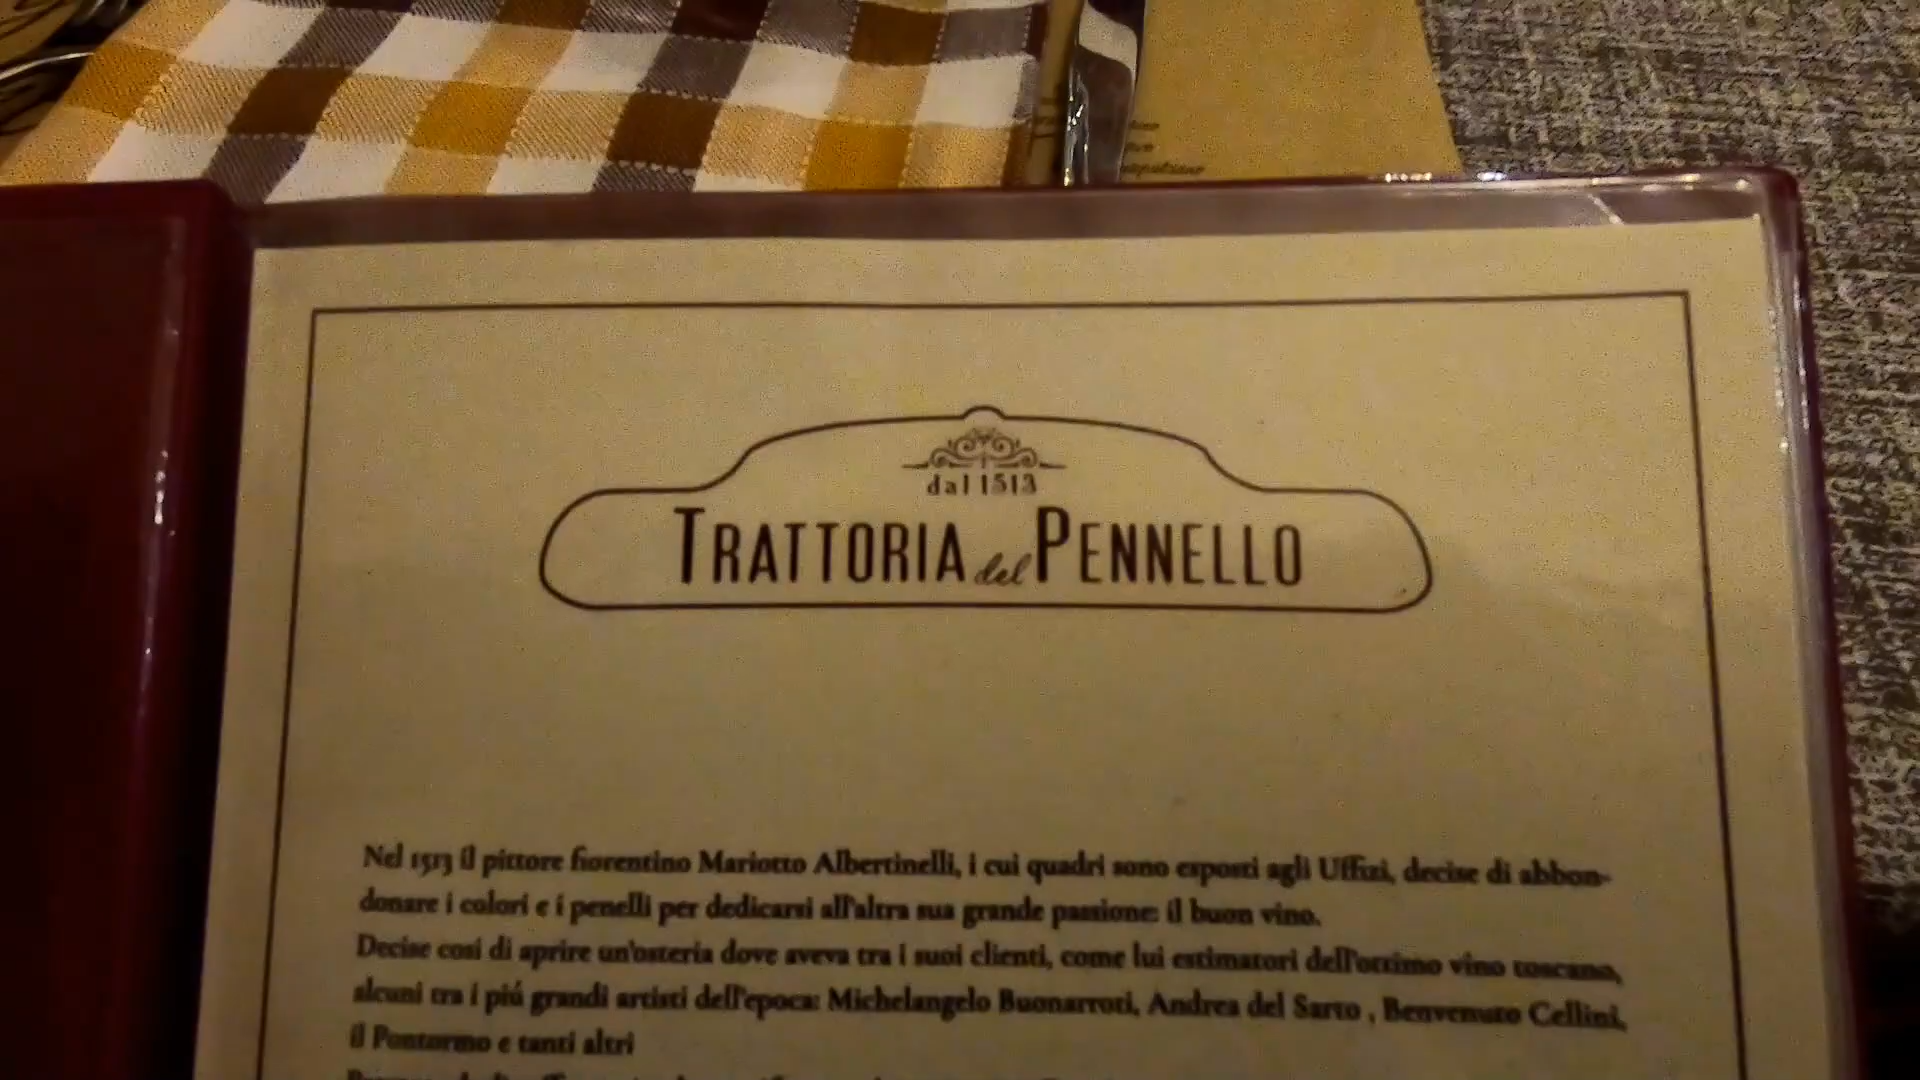 dal 1513
TRATTORIA del PENNELLO
Nel 1513 il pittore fiorentino Mariotto Albertinelli, i cui quadri sono esposti agli Uffizi, decise di abbon-
donare i colori e i penelli per dedicarsi all'altra sua grande passione: il buon vino.
Decise cosi di aprire un'osteria dove aveva tra i suoi clienti, come lui estimatori dell'ottimo vino toscano,
alcuni tra i piú grandi artisti dell'epoca: Michelangelo Buonarroti, Andrea del Sarto , Benvenuto Cellini,
il Pontormo e tanti altri